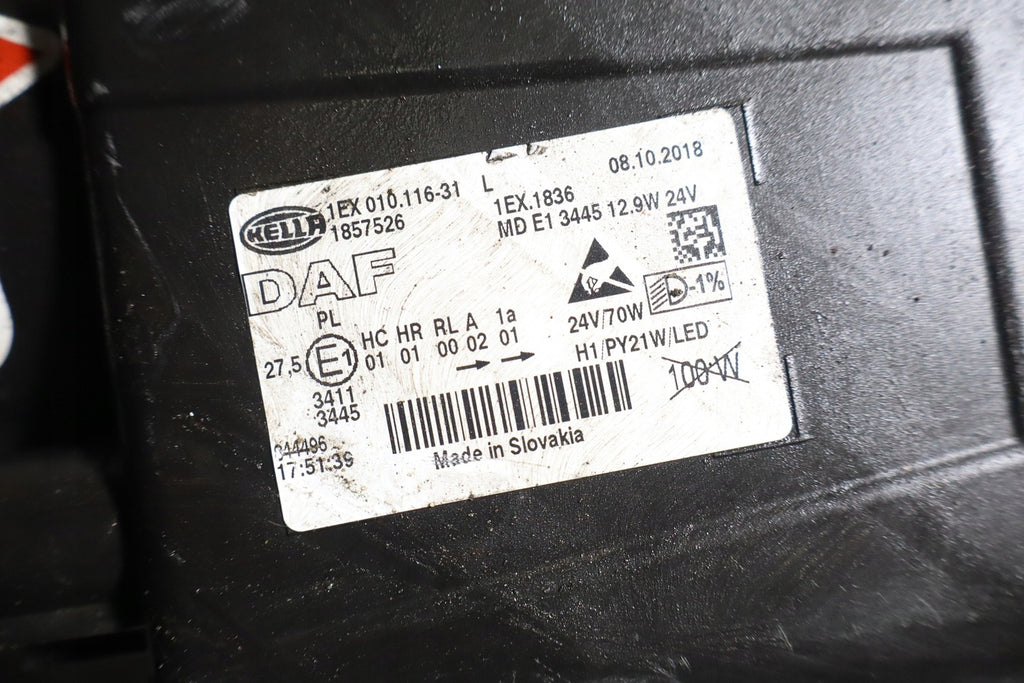 HELLA
1EX 010.116-31
1857526
L
1EX.1836
08.10.2018
MD E1 3445 12.9W 24V
DAF
-1%
24V/70W
H1/PY21W/LED
100 W
PL
HC HR RL A 1a
27,5 E1 01 01 00 02 01
3411
3445
17:51:39
Made in Slovakia